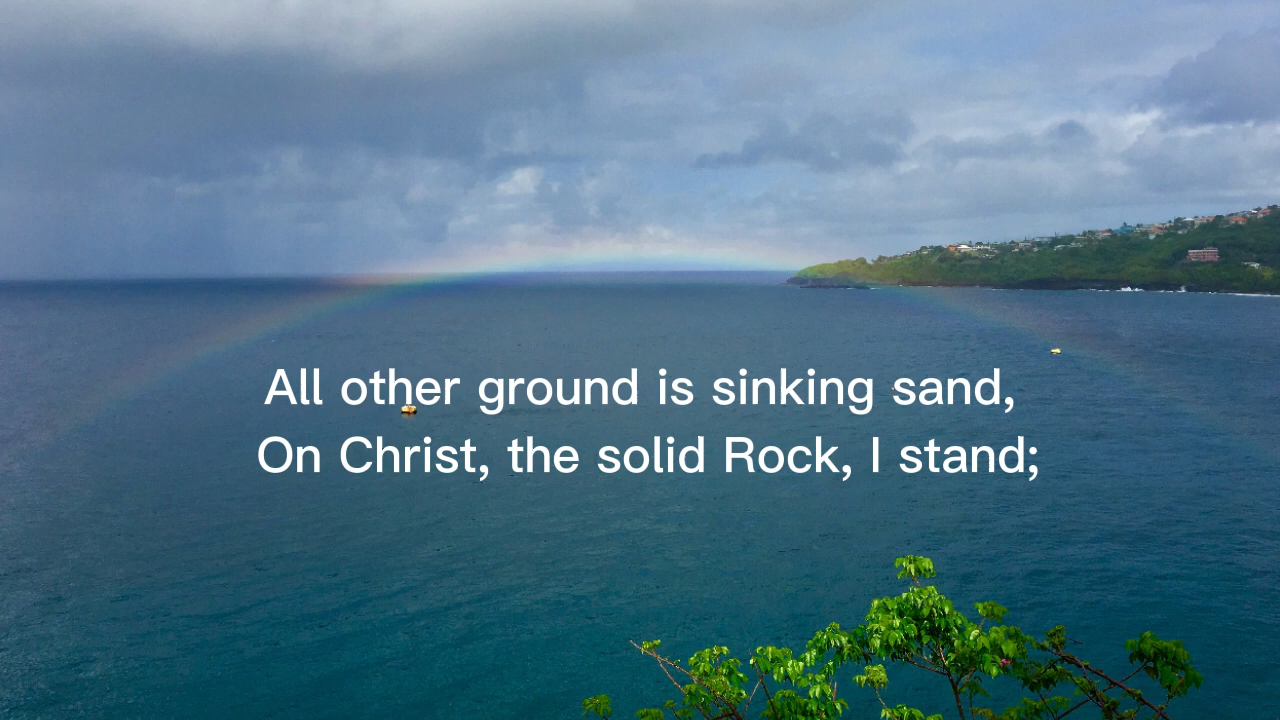 All other ground is sinking sand,
On Christ, the solid Rock, I stand;